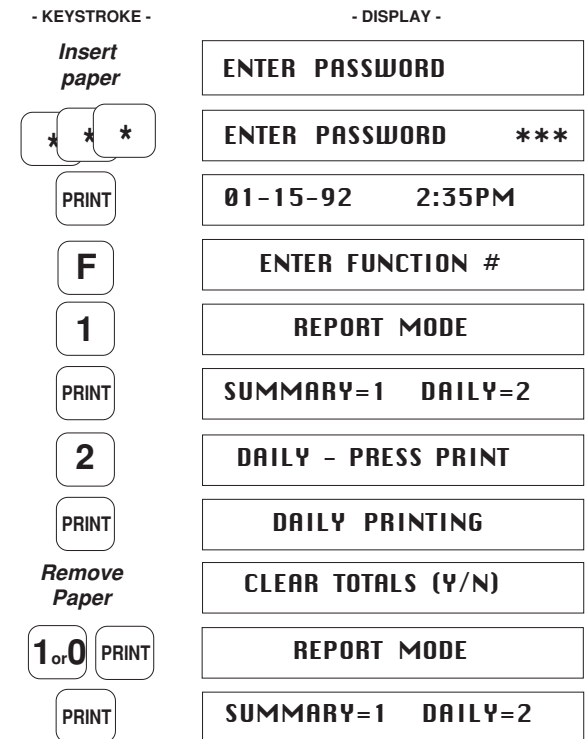 - KEYSTROKE - - DISPLAY -
Insert
paper
ENTER PASSWORD
* * * ENTER PASSWORD ***
PRINT 01-15-92 2:35PM
F ENTER FUNCTION #
1 REPORT MODE
PRINT SUMMARY=1 DAILY=2
2 DAILY - PRESS PRINT
PRINT DAILY PRINTING
Remove
Paper
CLEAR TOTALS (Y/N)
1 or 0 PRINT REPORT MODE
PRINT SUMMARY=1 DAILY=2